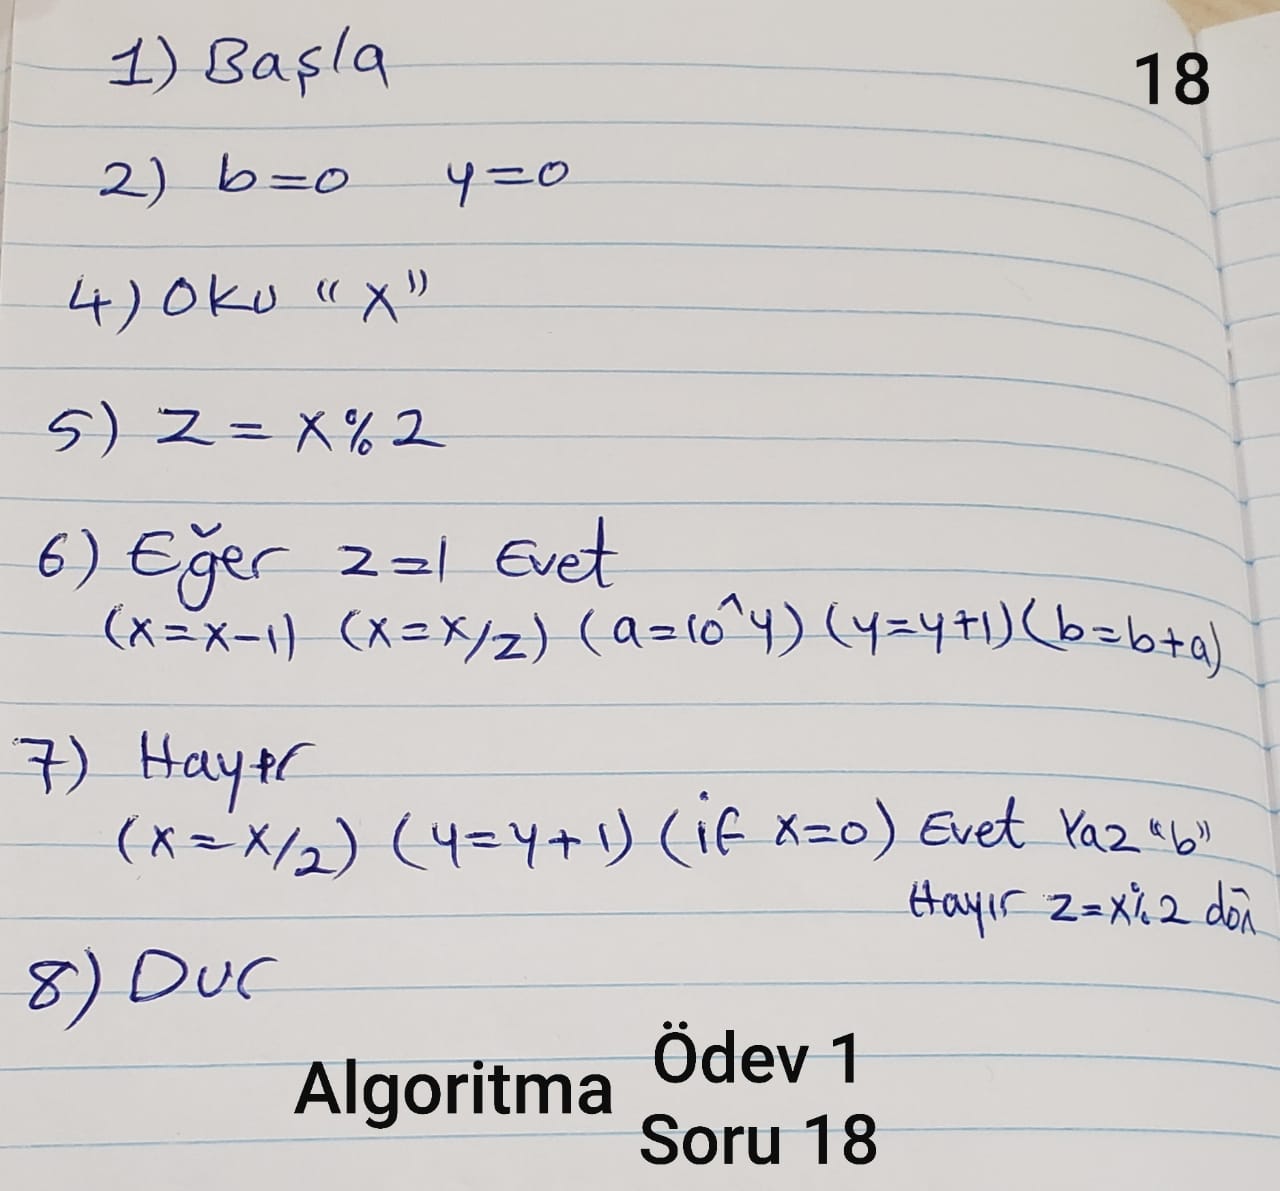 18
1) Başla
2) b=0 y=0
4) Oku "x"
5) Z = X%2
6) Eğer z=1 Evet
(x=x-1) (x=x/2) (a=10^y) (y=y+1) (b=b+a)
7) Hayır
(x=x/2) (y=y+1) (if x=0) Evet Yaz "b"
Hayır z=x%2 dön
8) Dur
Algoritma
Ödev 1
Soru 18